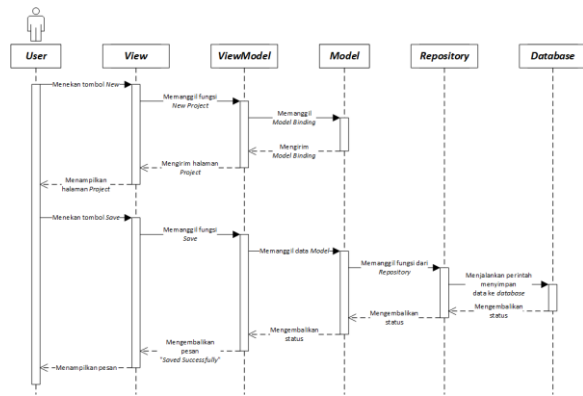 User
View
ViewModel
Model
Repository
Database
Menekan tombol New
Memanggil fungsi
New Project
Memanggil
Model Binding
Mengirim
Model Binding
Mengirim halaman
Project
Menampilkan
halaman Project
Menekan tombol Save
Memanggil fungsi
Save
Memanggil data Model
Memanggil fungsi dari
Repository
Menjalankan perintah
menyimpan
data ke database
Mengembalikan
status
Mengembalikan
status
Mengembalikan
status
Mengembalikan
pesan
"Saved Successfully"
Menampilkan pesan